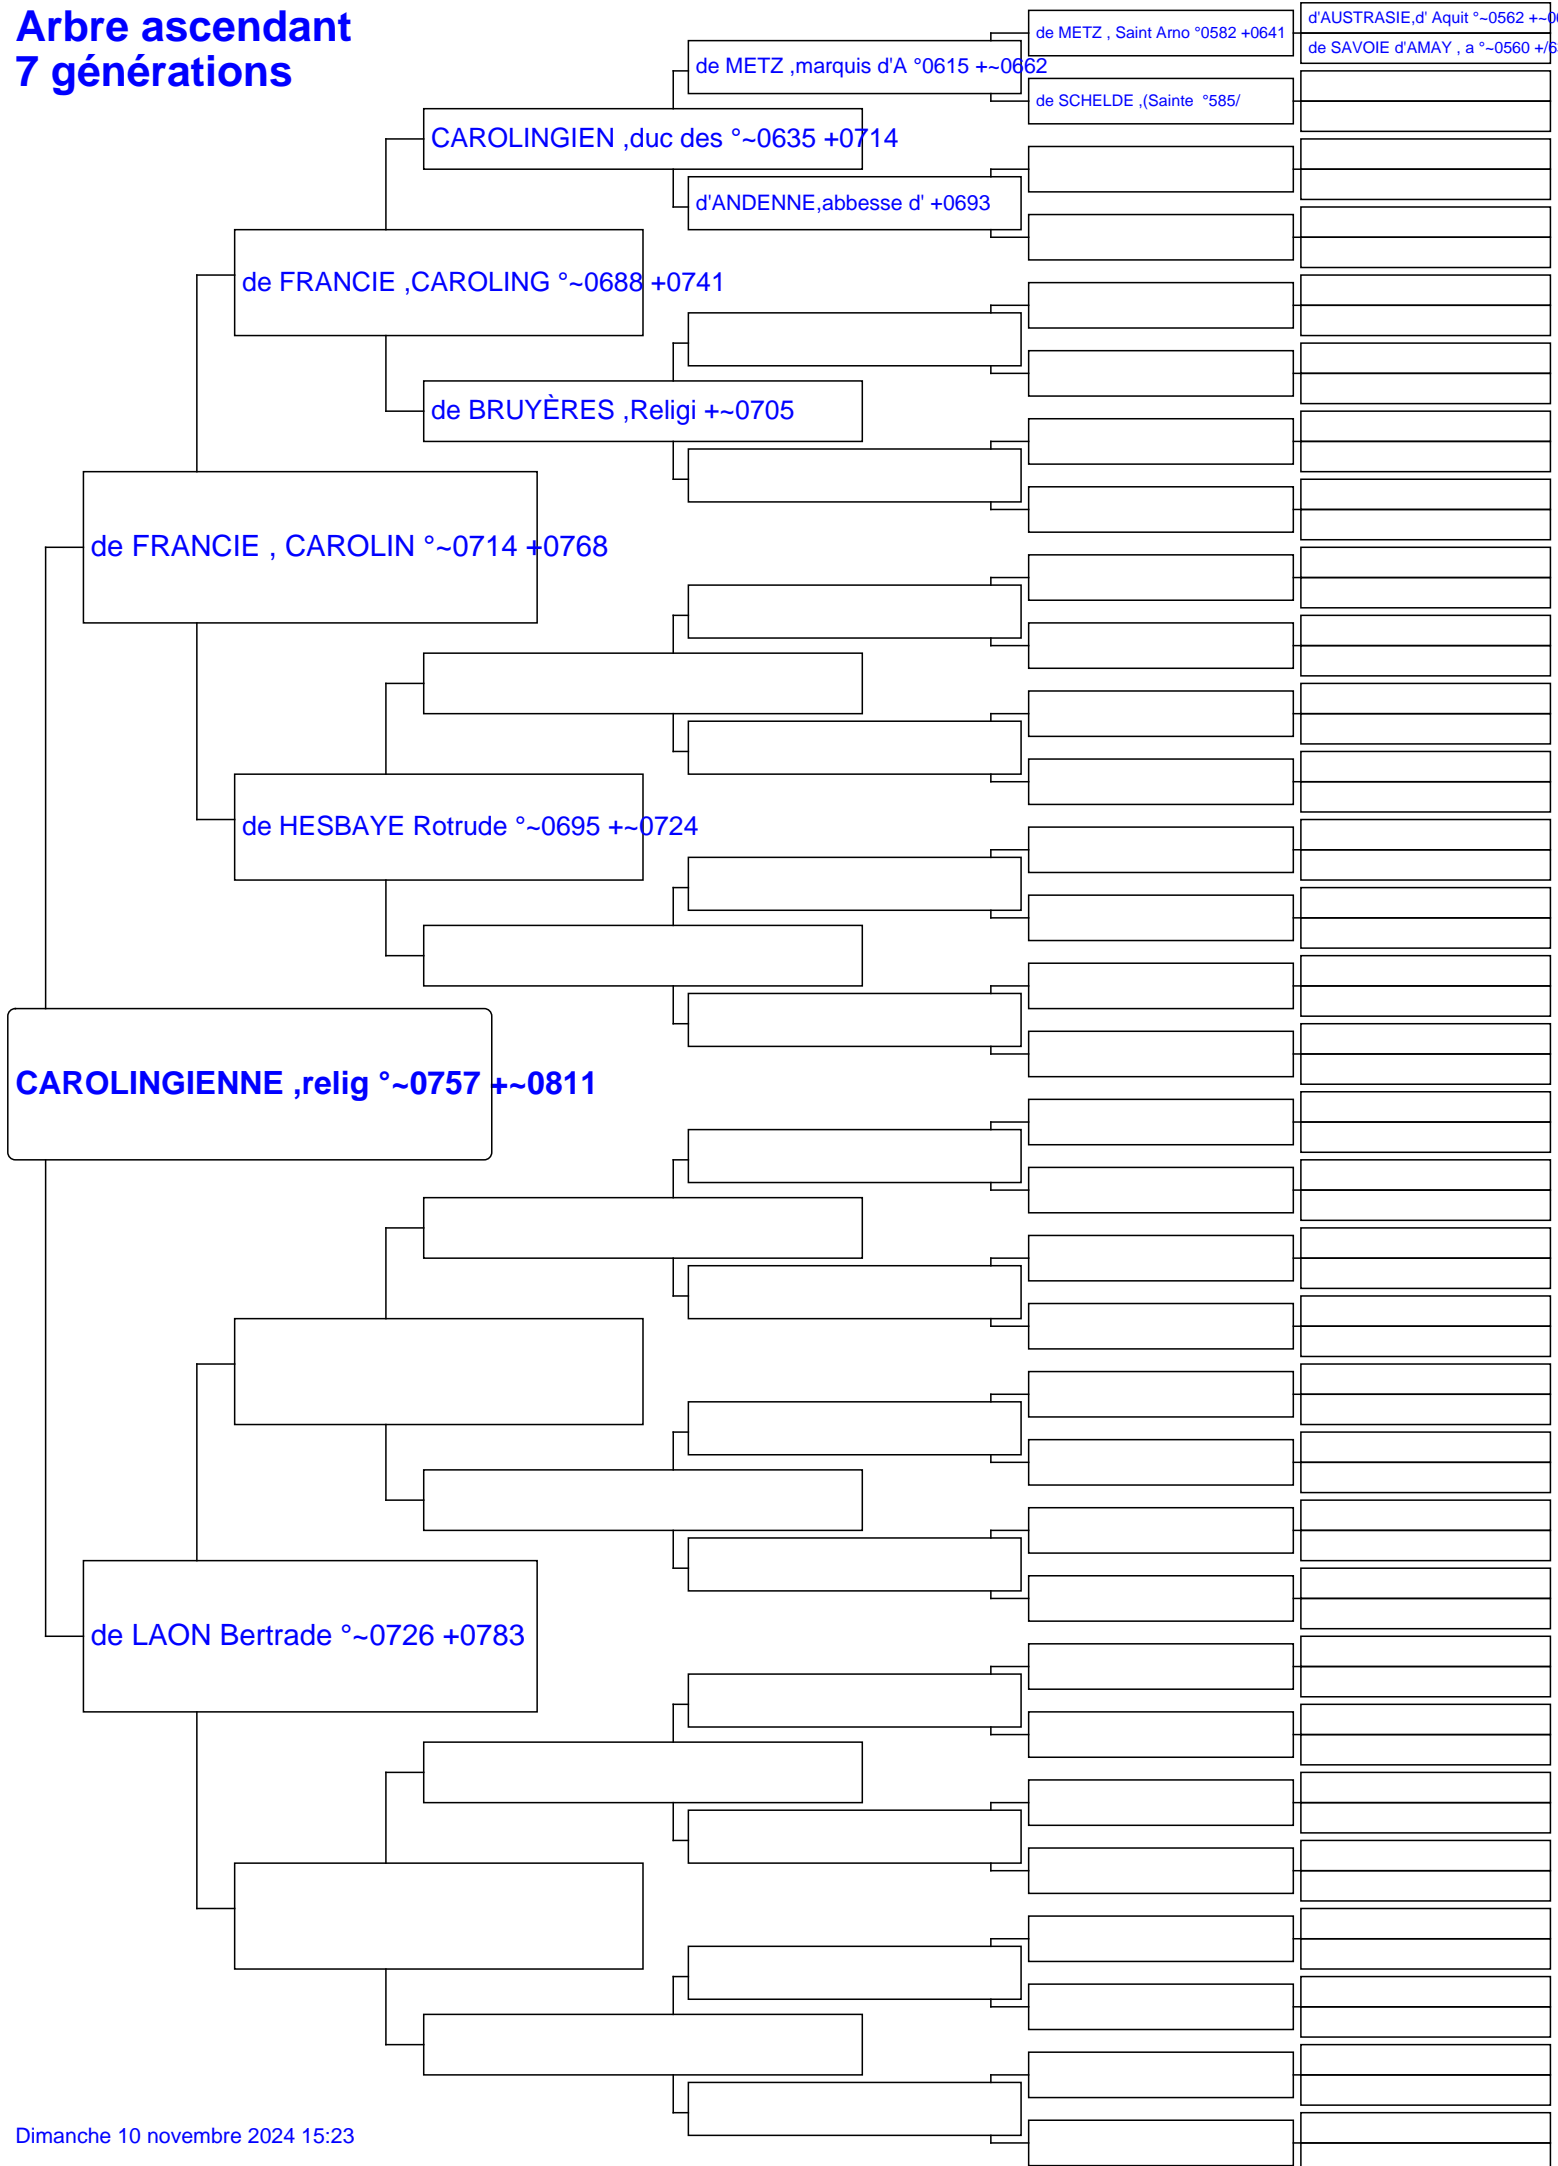 Arbre ascendant
7 générations
d'AUSTRASIE,d' Aquit °~0562 +~0
de METZ , Saint Arno °0582 +0641
de SAVOIE d'AMAY , a °~0560 +/6
de METZ ,marquis d'A °0615 +~0662
de SCHELDE ,(Sainte °585/
CAROLINGIEN ,duc des °~0635 +0714
d'ANDENNE,abbesse d' +0693
de FRANCIE ,CAROLING °~0688 +0741
de BRUYÈRES ,Religi +~0705
de FRANCIE , CAROLIN °~0714 +0768
de HESBAYE Rotrude °~0695 +~0724
CAROLINGIENNE ,relig °~0757 +~0811
de LAON Bertrade °~0726 +0783
Dimanche 10 novembre 2024 15:23